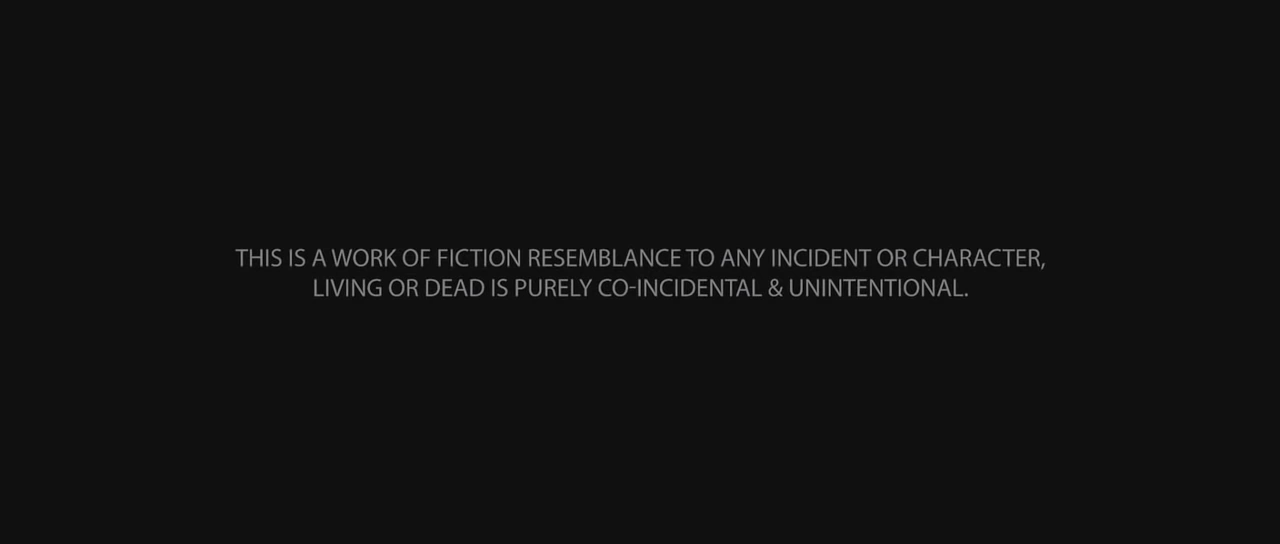 THIS IS A WORK OF FICTION RESEMBLANCE TO ANY INCIDENT OR CHARACTER,
LIVING OR DEAD IS PURELY CO-INCIDENTAL & UNINTENTIONAL.